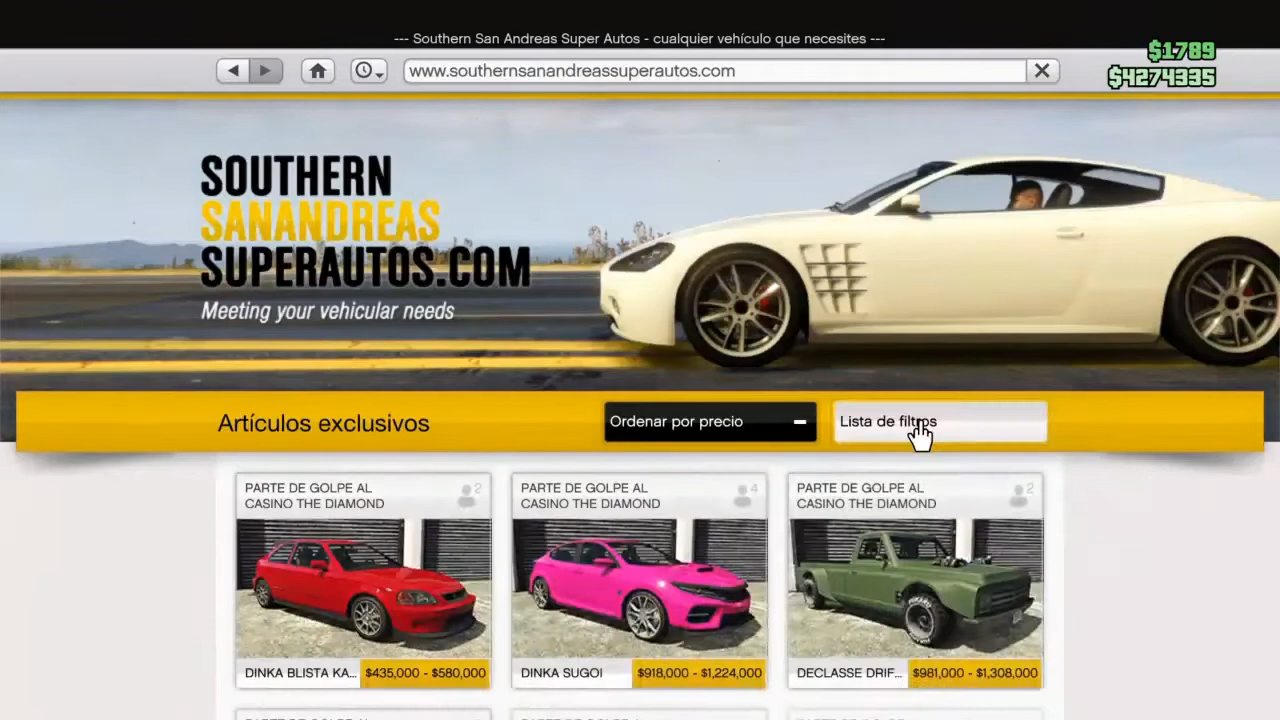 --- Southern San Andreas Super Autos - cualquier vehículo que necesites ---
$1789
www.southernsanandreassuperautos.com
$4274335
SOUTHERN
SANANDREAS
SUPERAUTOS.COM
Meeting your vehicular needs
Artículos exclusivos
Ordenar por precio
Lista de filtros
PARTE DE GOLPE AL
CASINO THE DIAMOND
2
PARTE DE GOLPE AL
CASINO THE DIAMOND
4
PARTE DE GOLPE AL
CASINO THE DIAMOND
2
DINKA BLISTA KA... $435,000 - $580,000
DINKA SUGOI $918,000 - $1,224,000
DECLASSE DRIF... $981,000 - $1,308,000